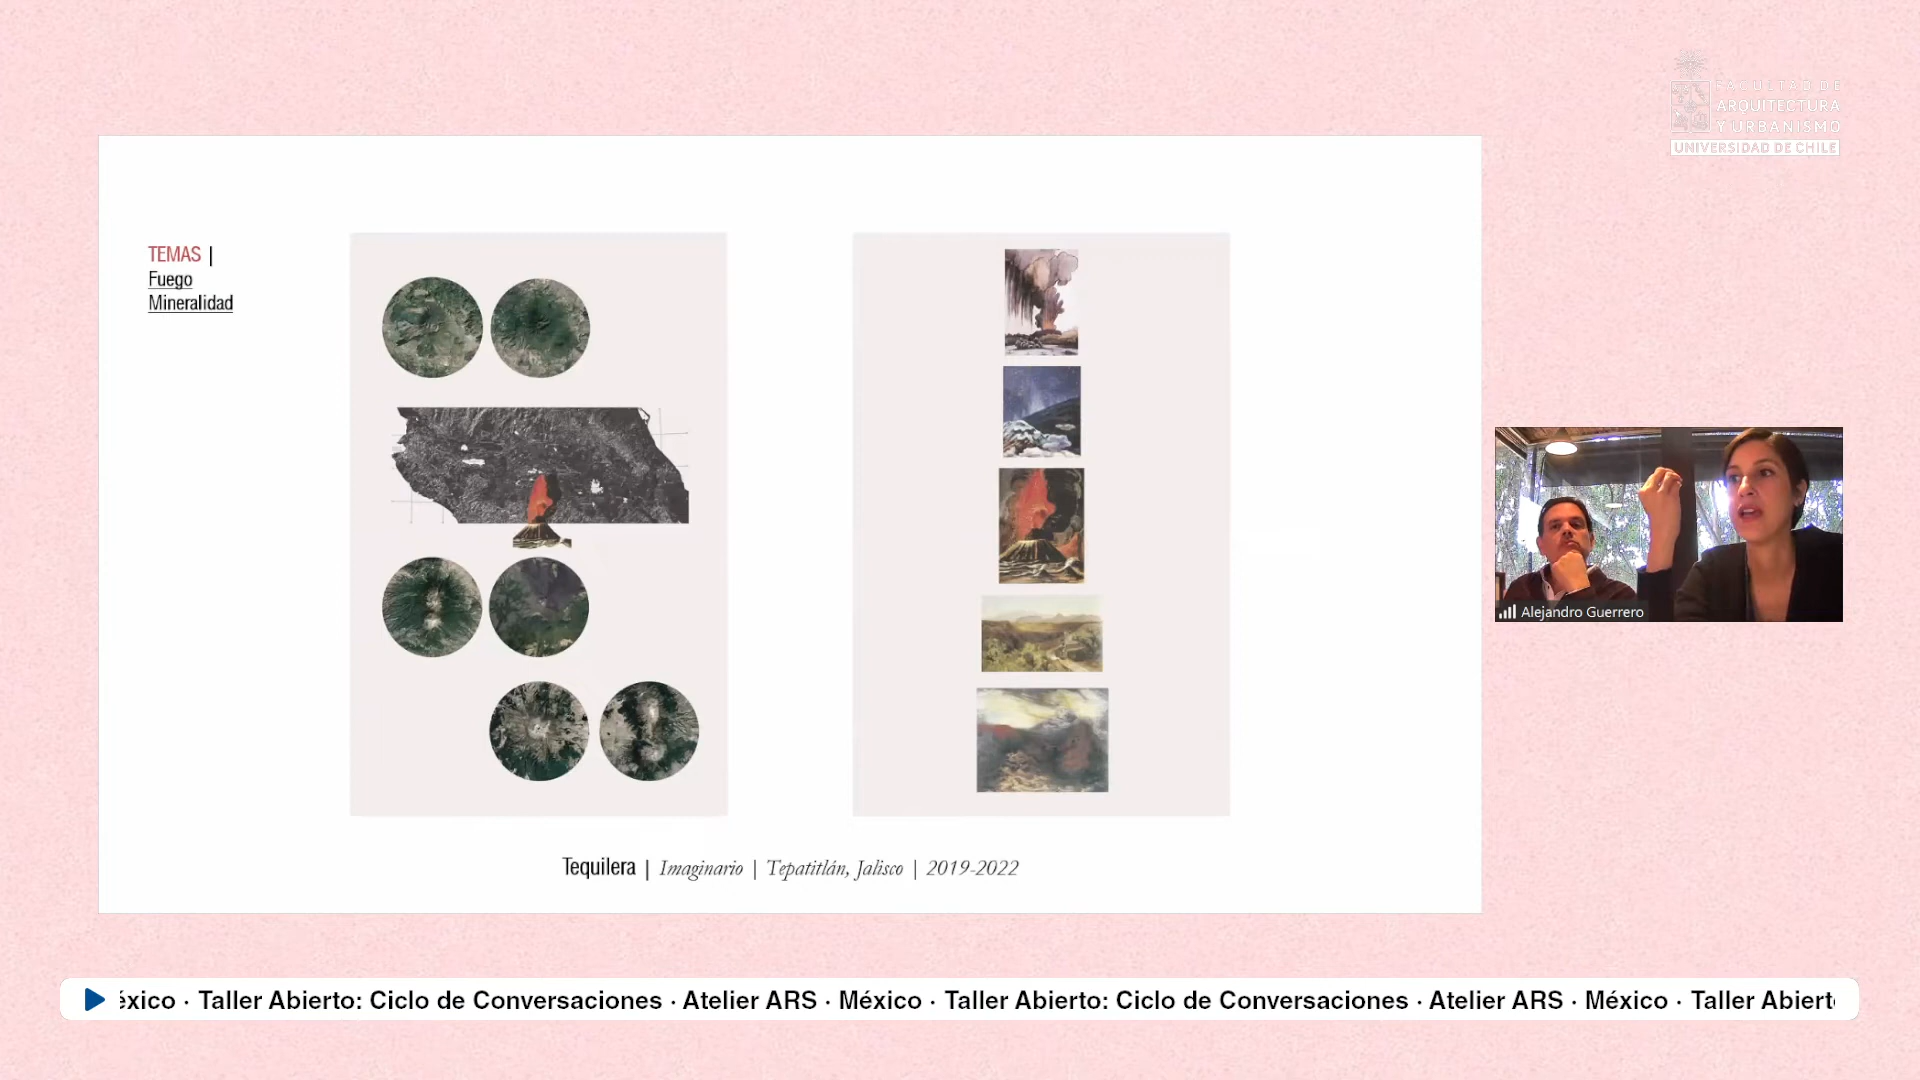 FACULTAD DE
ARQUITECTURA
Y URBANISMO
UNIVERSIDAD DE CHILE
TEMAS |
Fuego
Mineralidad
Alejandro Guerrero
Tequilera | Imaginario | Tepatitlán, Jalisco | 2019-2022
éxico · Taller Abierto: Ciclo de Conversaciones · Atelier ARS · México · Taller Abierto: Ciclo de Conversaciones · Atelier ARS · México · Taller Abierto